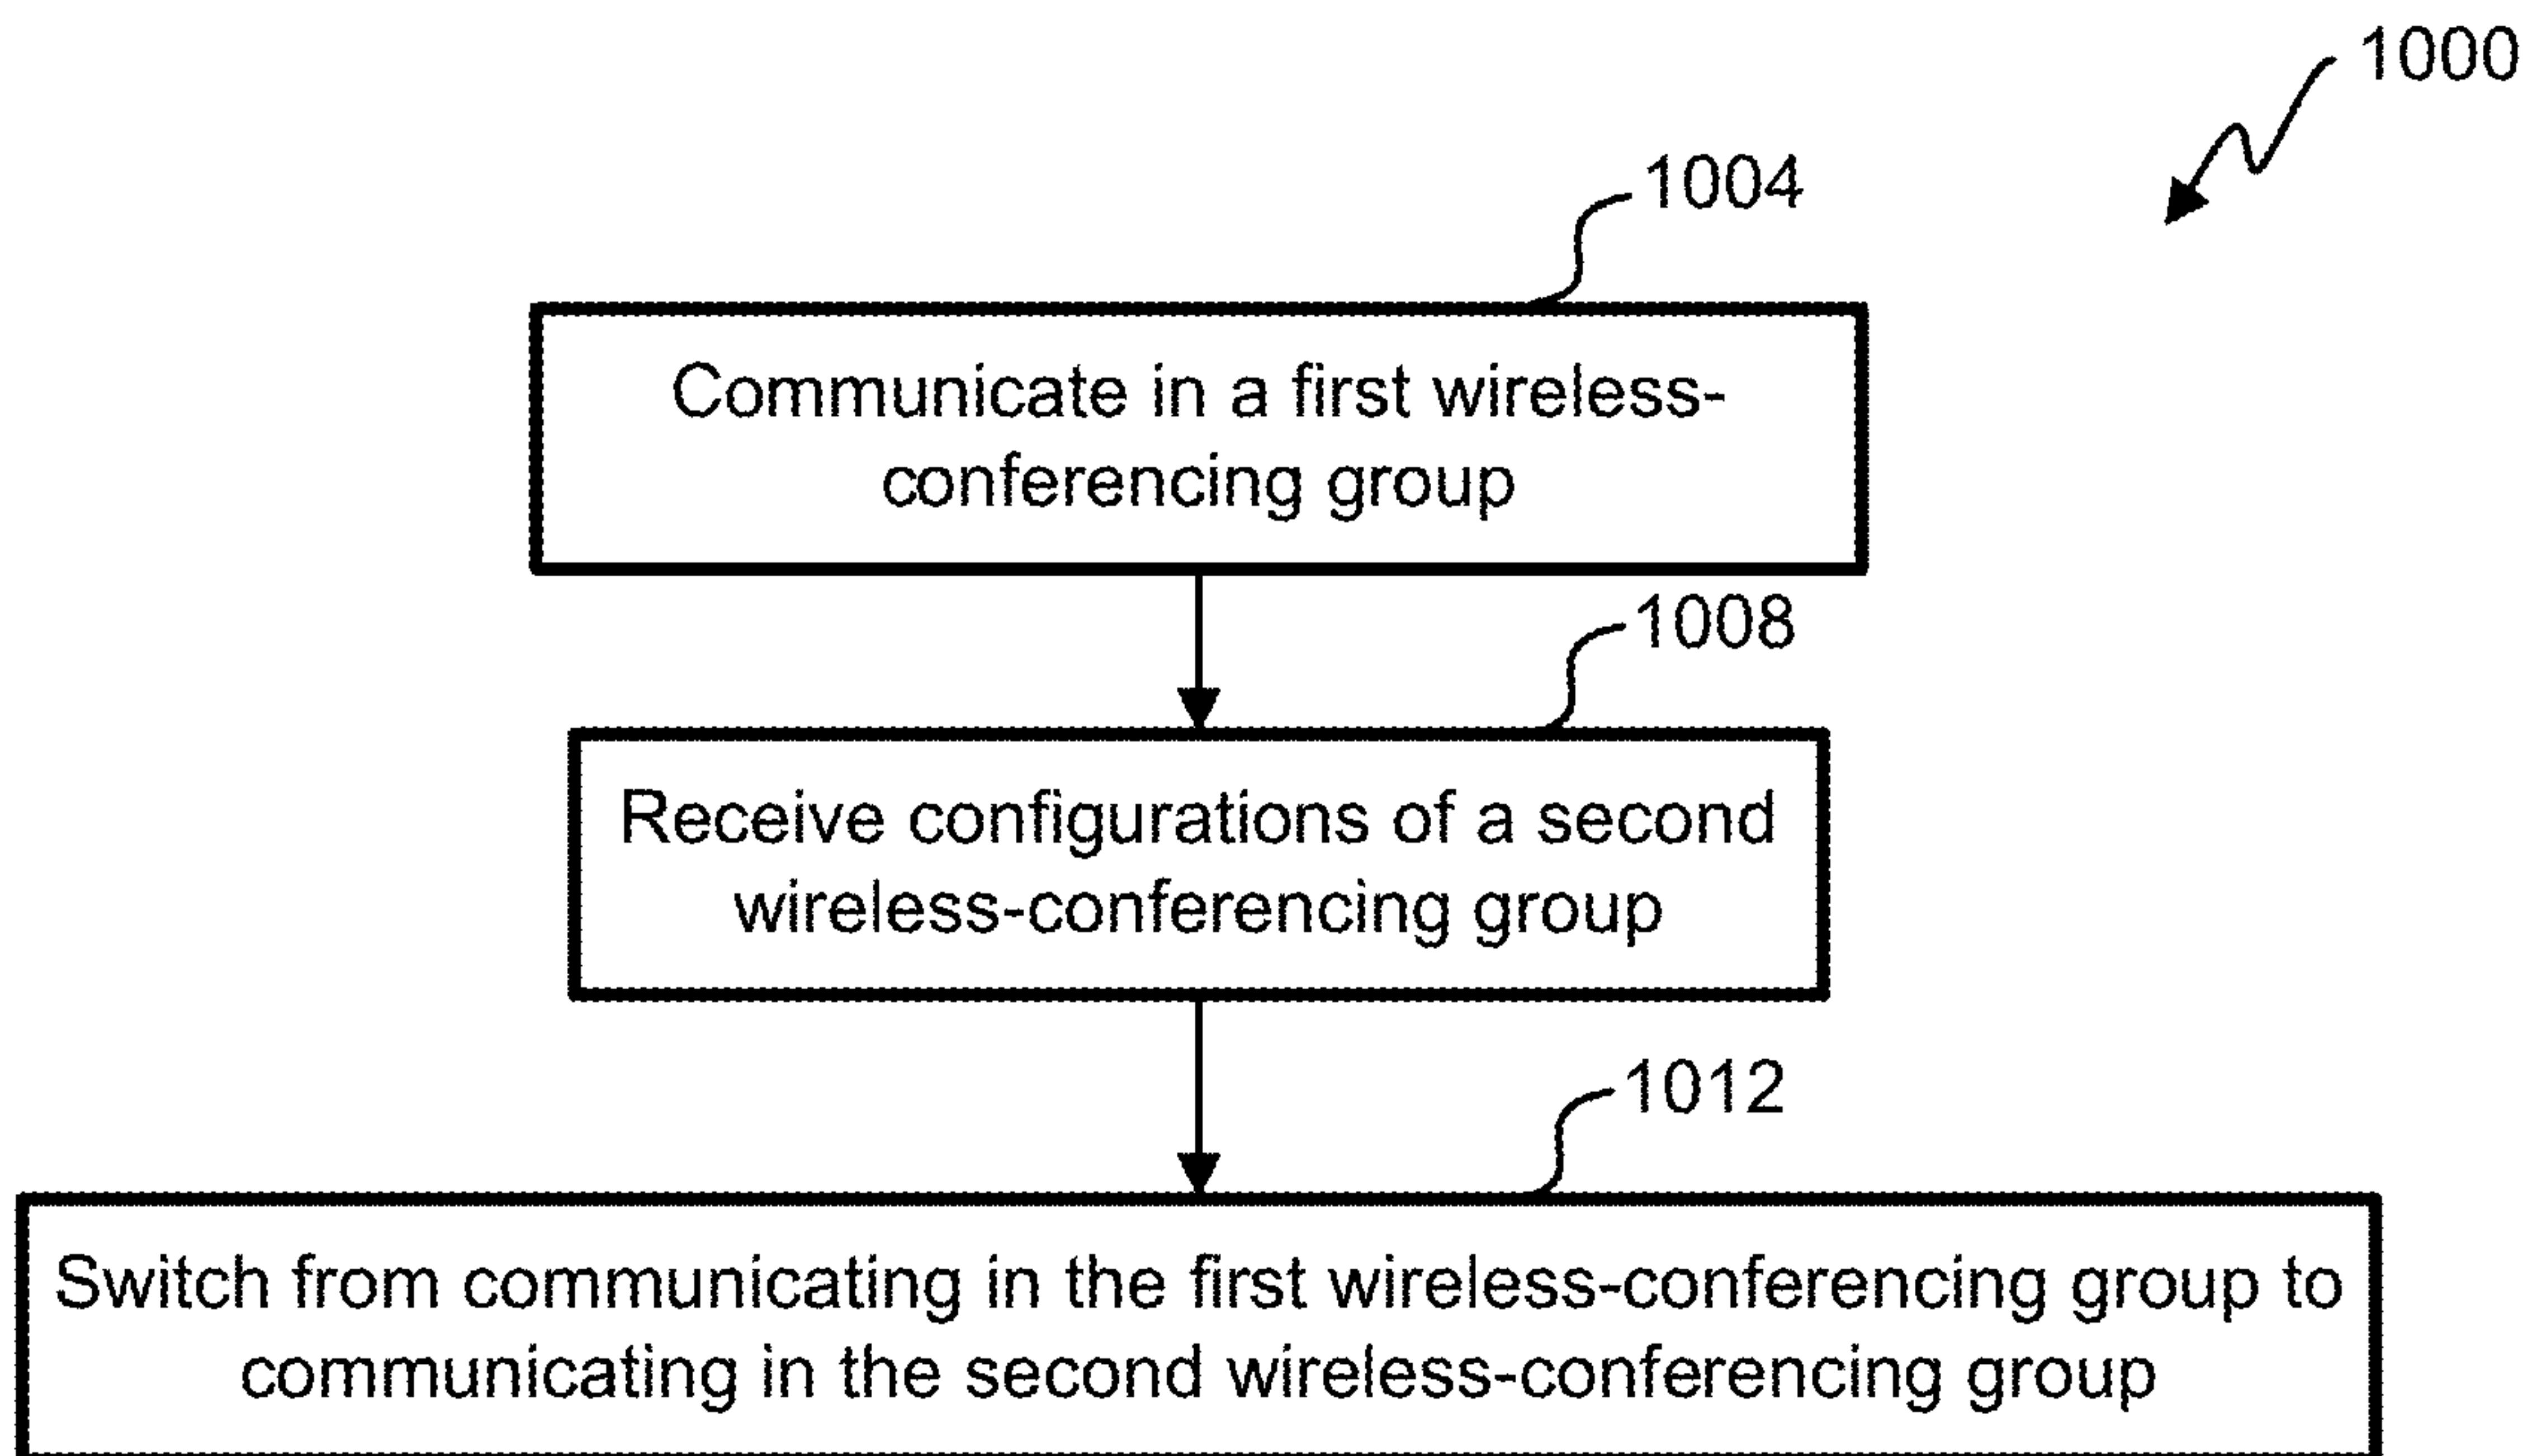 1000
1004
Communicate in a first wireless-
conferencing group
1008
Receive configurations of a second
wireless-conferencing group
1012
Switch from communicating in the first wireless-conferencing group to
communicating in the second wireless-conferencing group